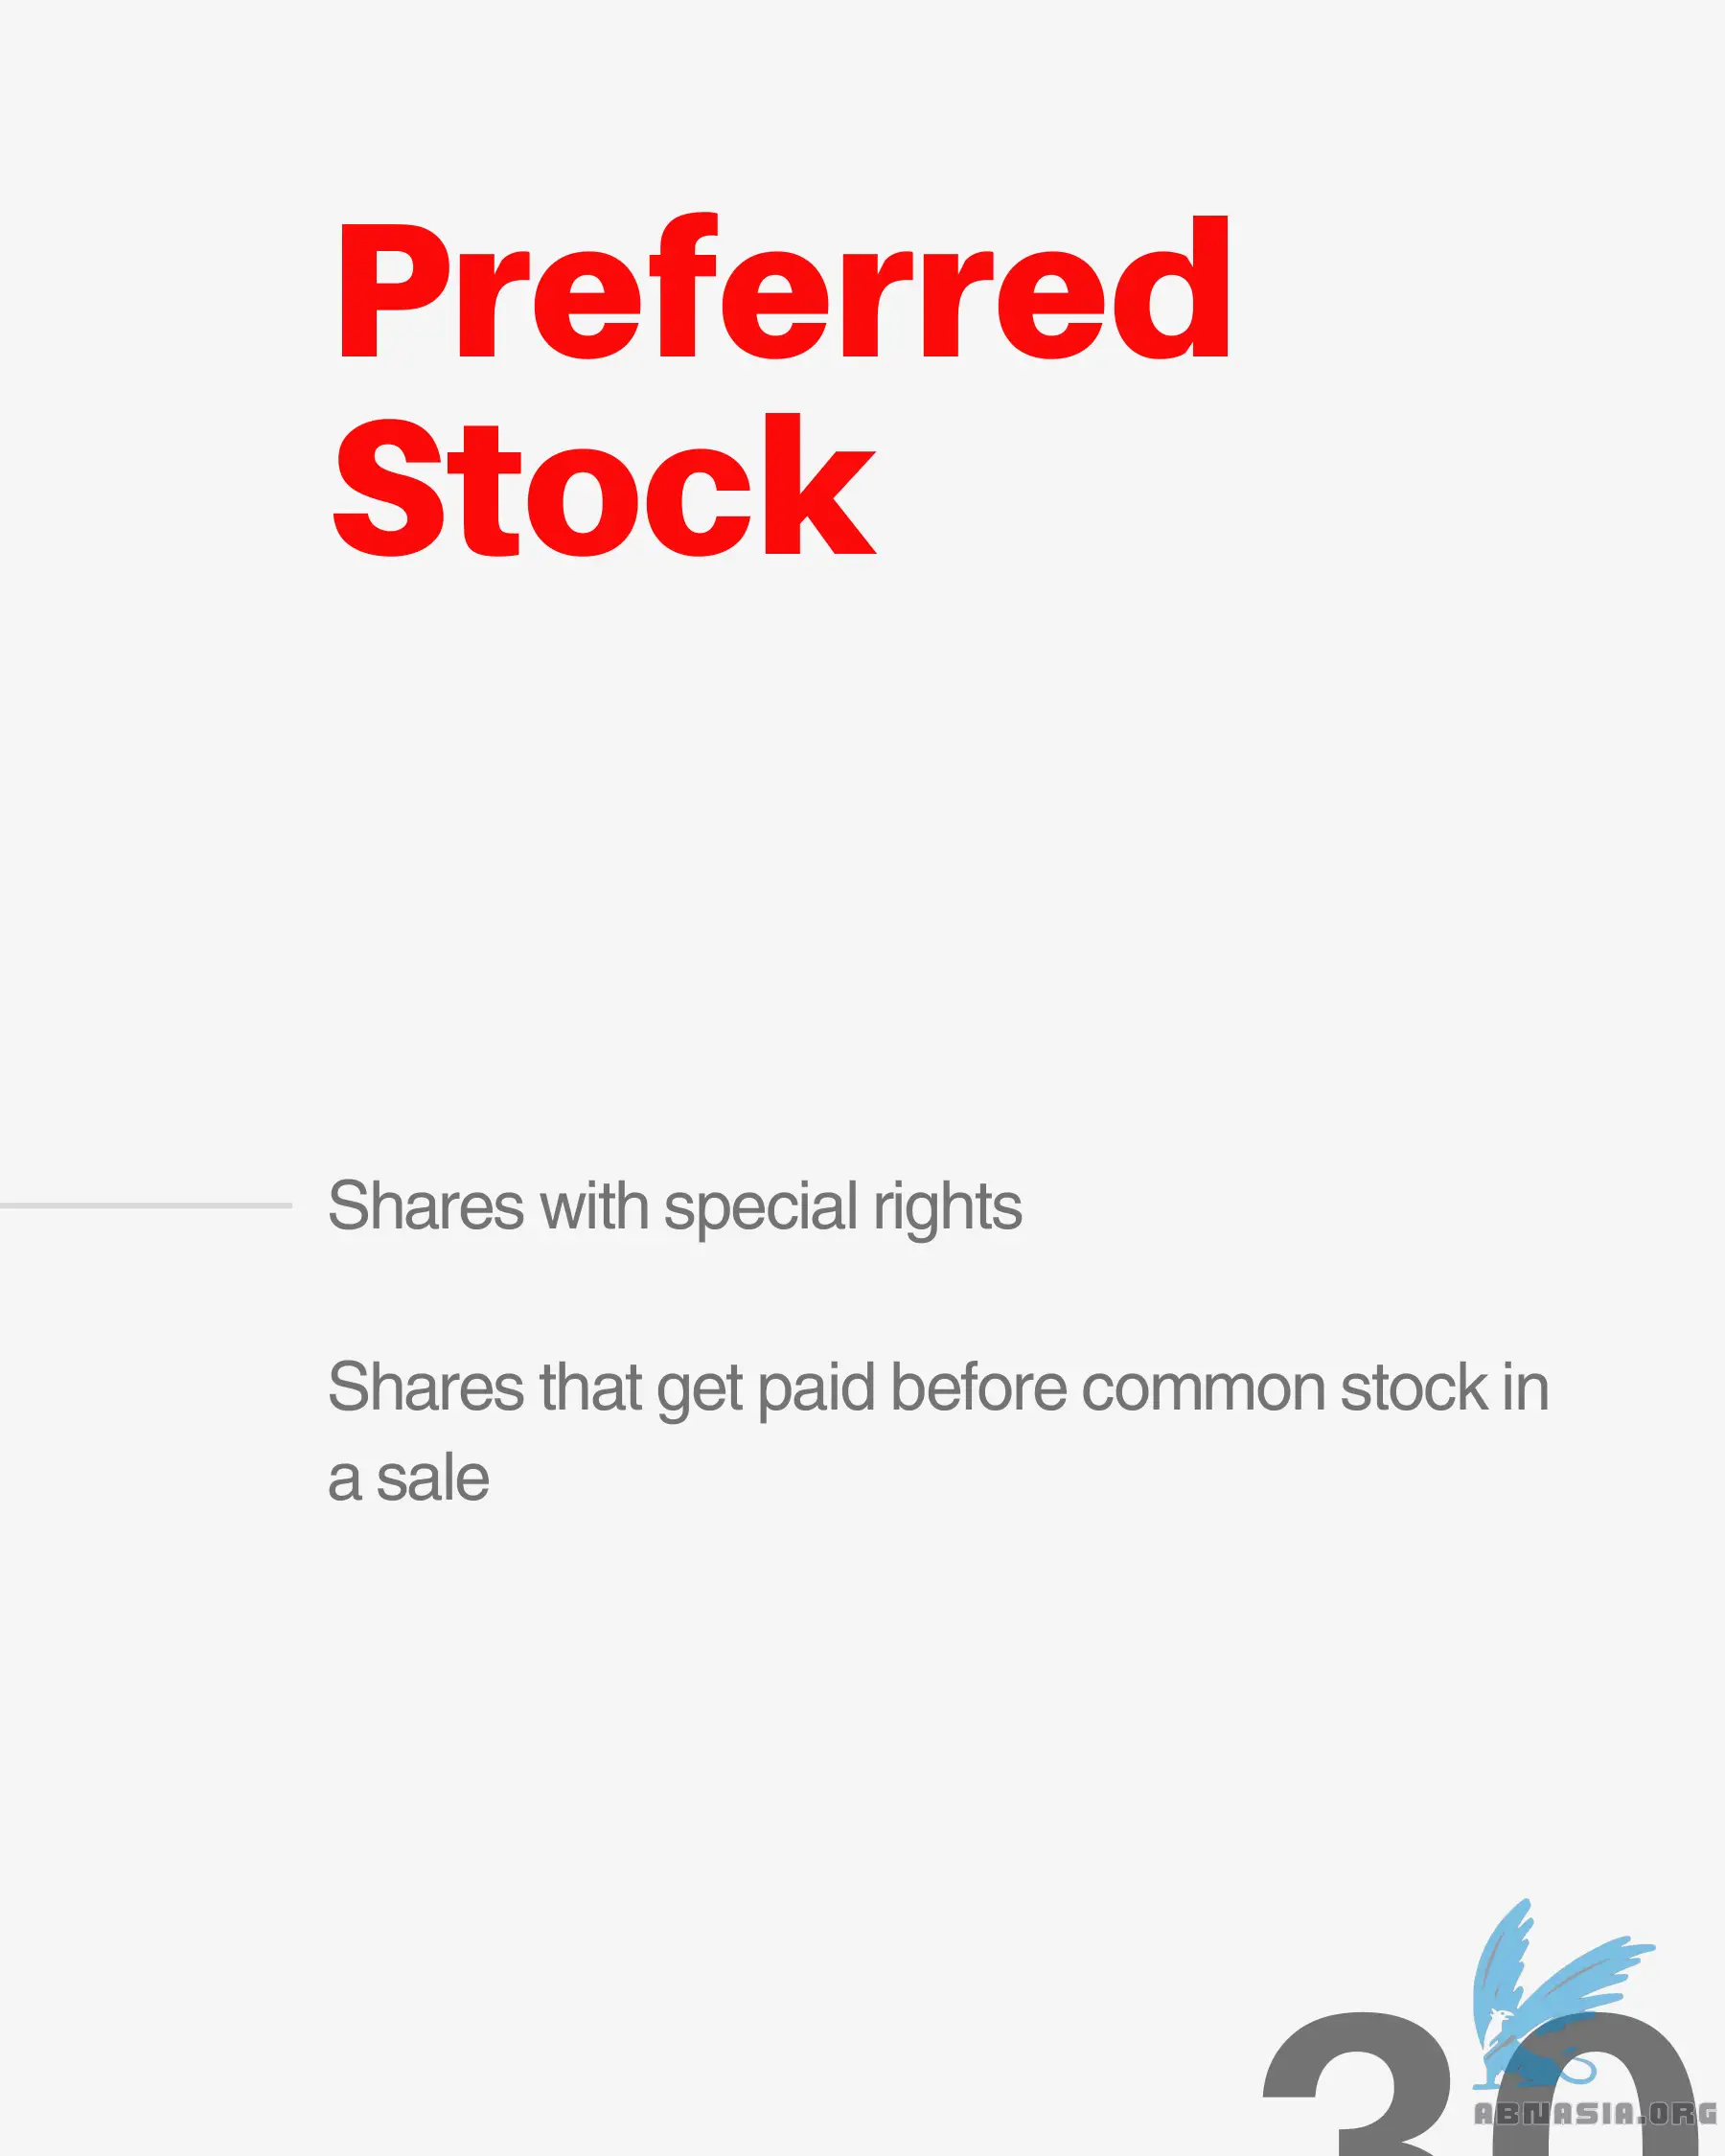 Preferred
Stock
Shares with special rights
Shares that get paid before common stock in
a sale
30
ABNASIA.ORG